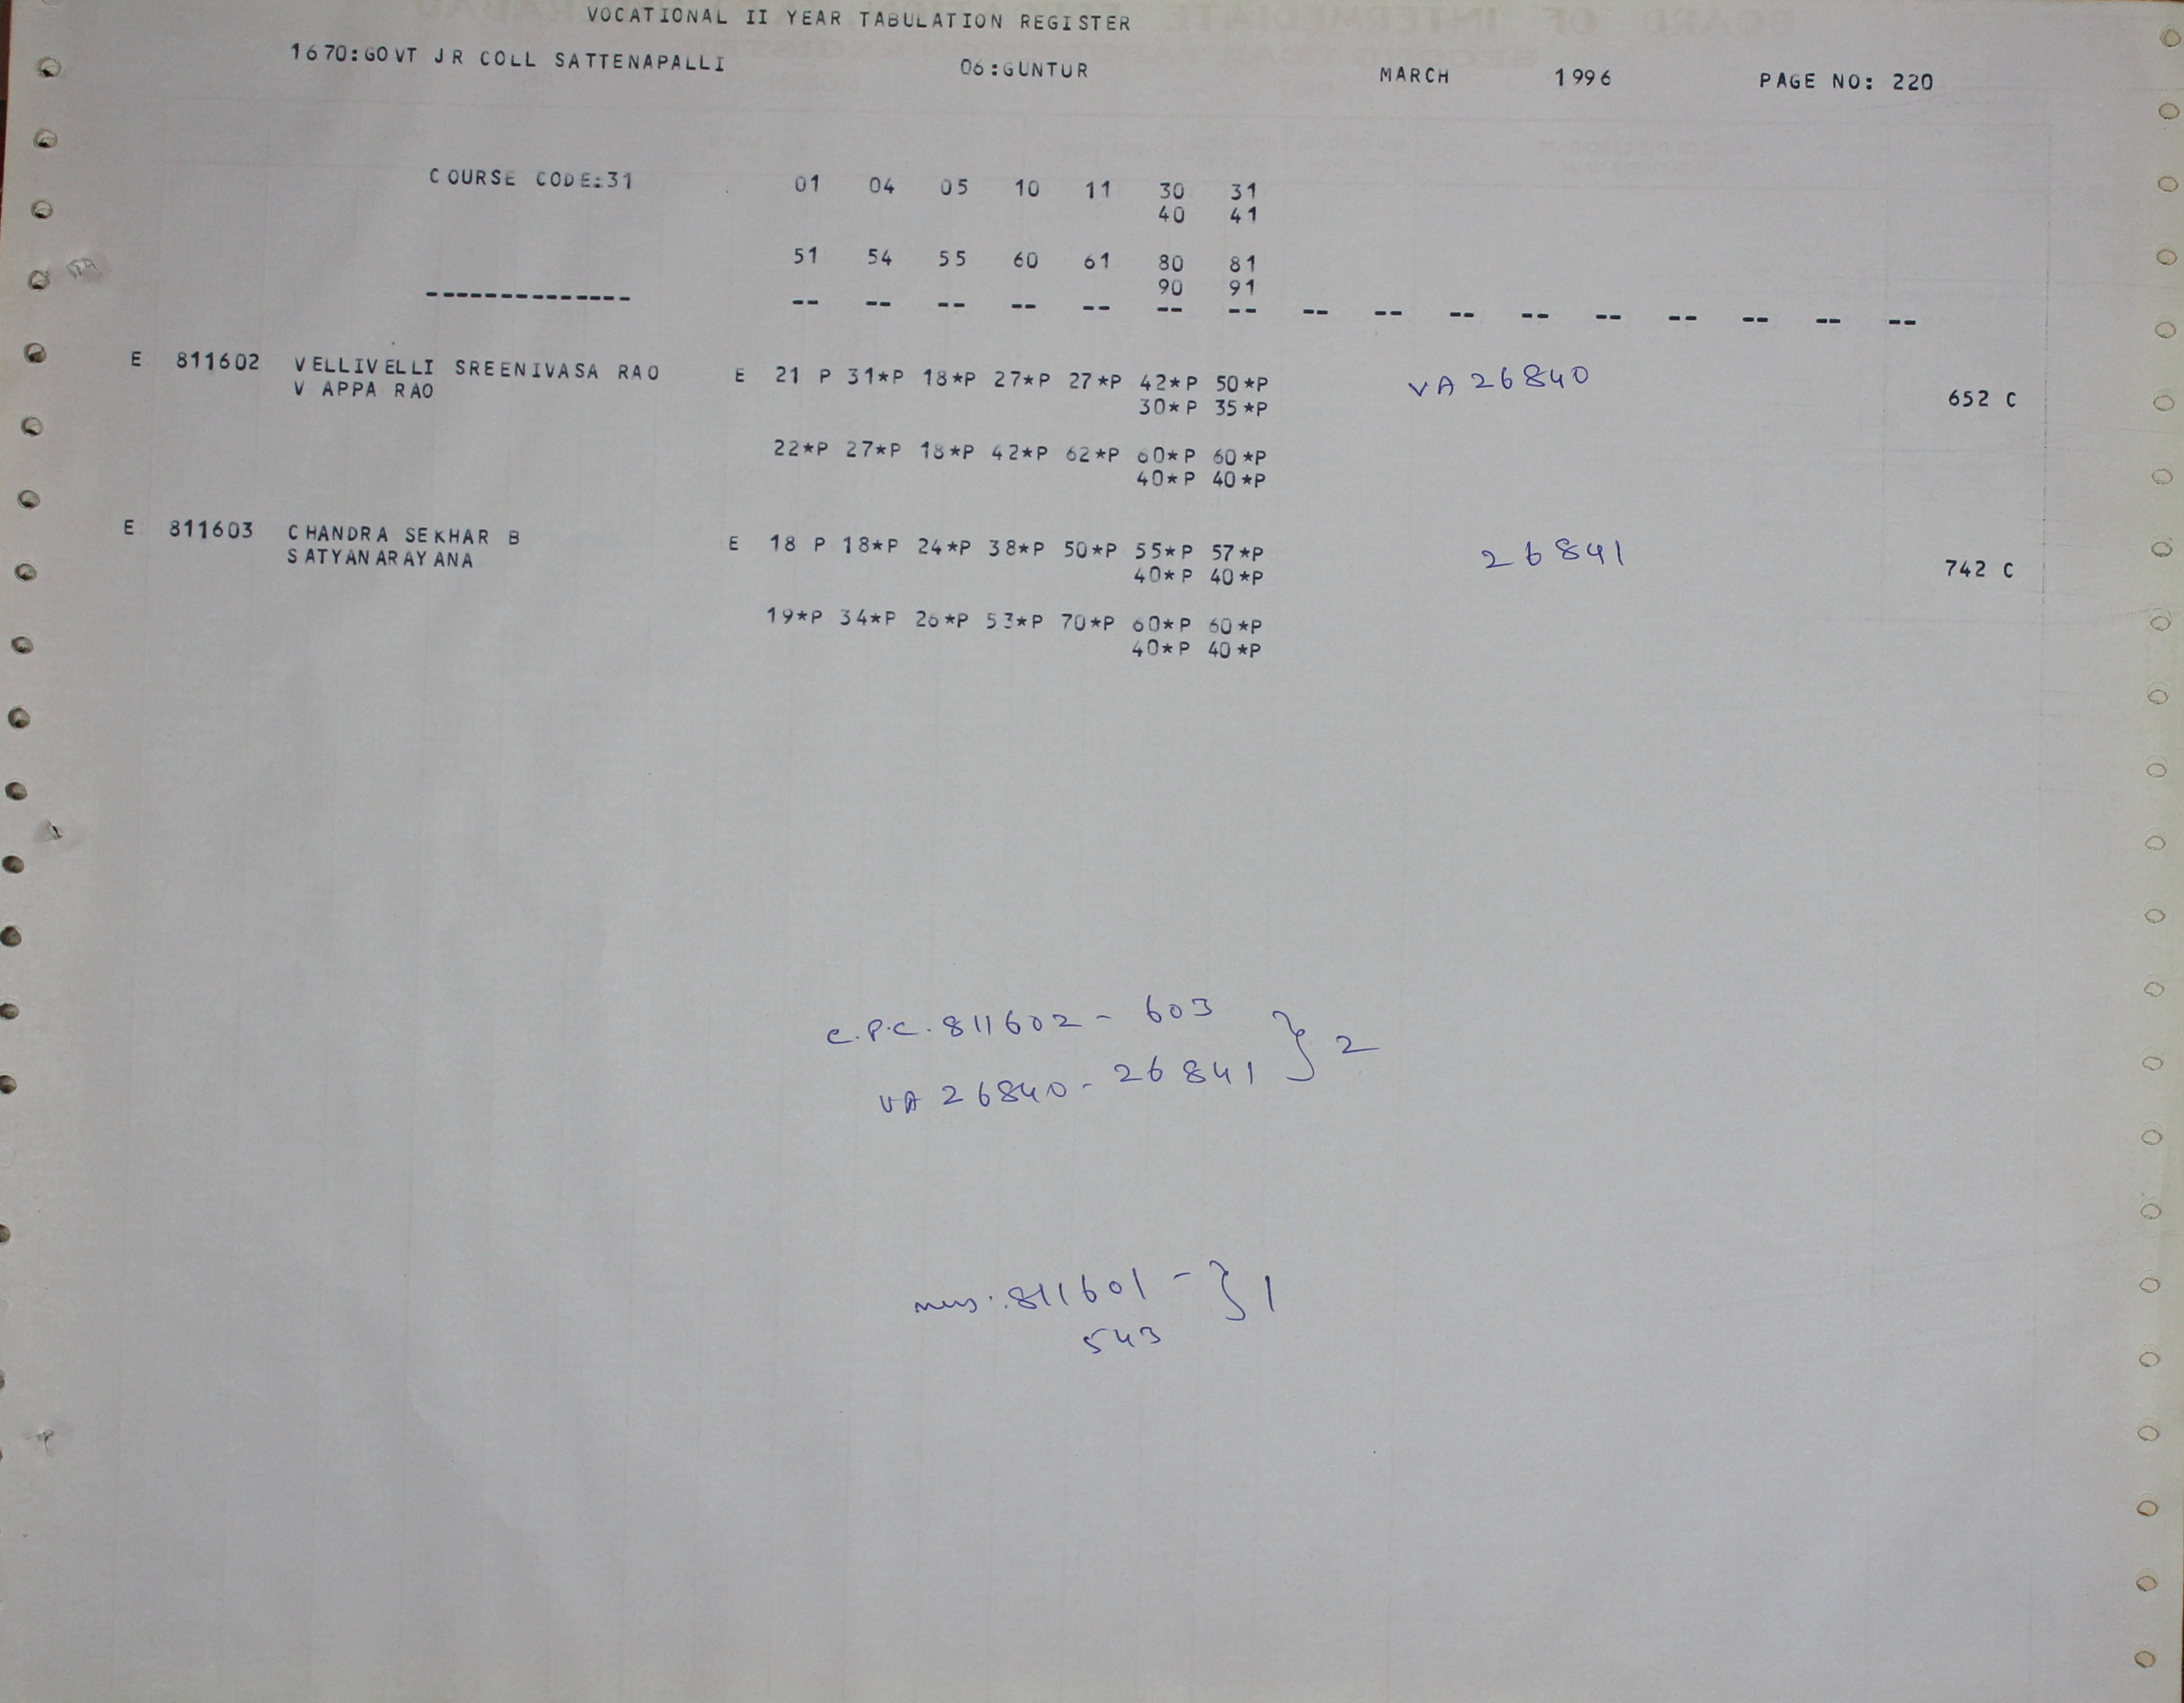 VOCATIONAL II YEAR TABULATION REGISTER
1670:GOVT JR COLL SATTENAPALLI 06:GUNTUR MARCH 1996 PAGE NO: 220
COURSE CODE:31 01 04 05 10 11 30 31
40 41
51 54 55 60 61 80 81
90 91
-------------- -- -- -- -- -- -- -- -- -- -- -- -- -- -- -- --
E 811602 VELLIVELLI SREENIVASA RAO E 21 P 31*P 18*P 27*P 27*P 42*P 50*P VA 26840
V APPA RAO 30*P 35*P 652 C
22*P 27*P 18*P 42*P 62*P 60*P 60*P
40*P 40*P
E 811603 CHANDRA SEKHAR B E 18 P 18*P 24*P 38*P 50*P 55*P 57*P 26841
SATYANARAYANA 40*P 40*P 742 C
19*P 34*P 26*P 53*P 70*P 60*P 60*P
40*P 40*P
C.P.C. 811602 - 603
VA 26840 - 26841 } 2
811601 - } 1
543